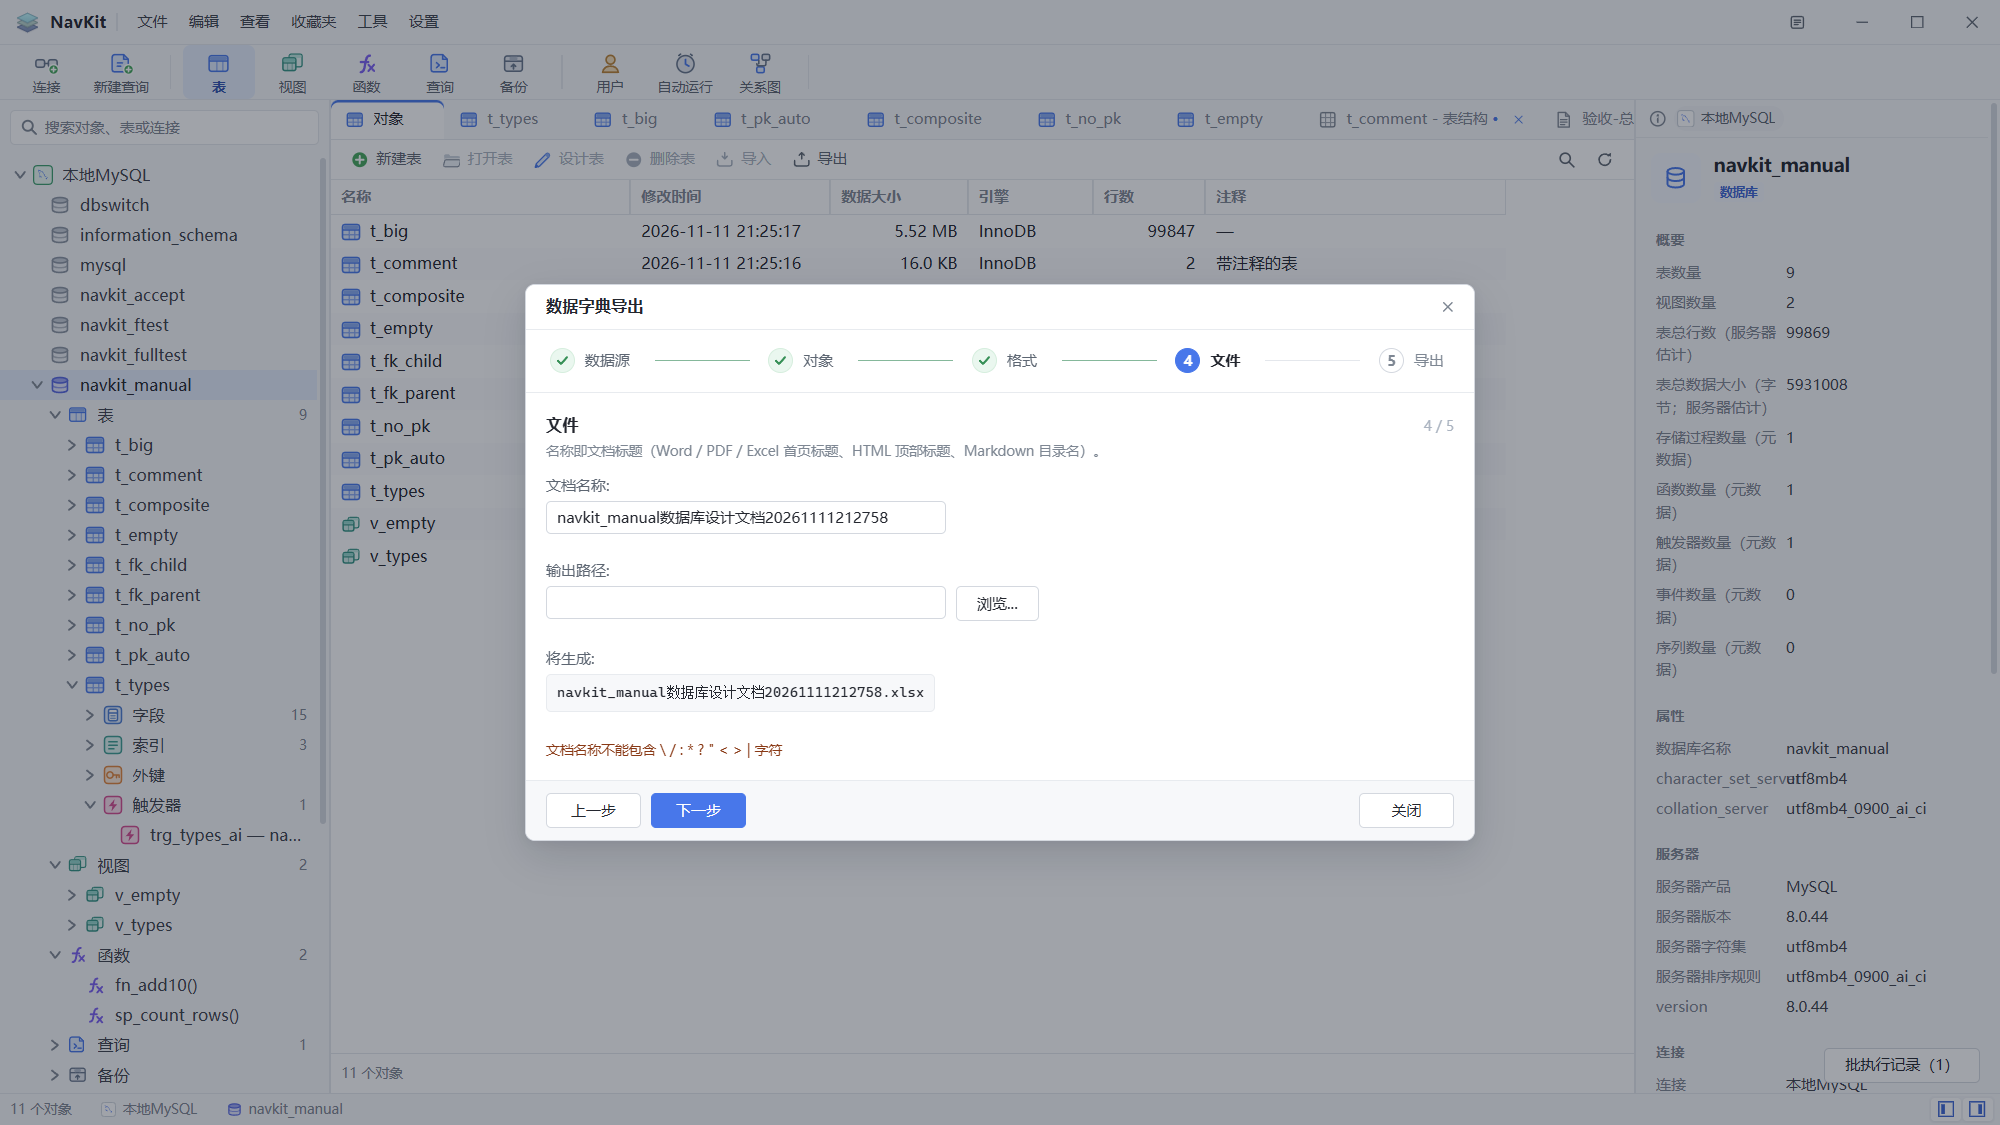 NavKit 文件 编辑 查看 收藏夹 工具 设置
连接 新建查询 表 视图 函数 查询 备份 用户 自动运行 关系图
搜索对象、表或连接
本地MySQL
dbswitch
information_schema
mysql
navkit_accept
navkit_ftest
navkit_fulltest
navkit_manual
表 9
t_big
t_comment
t_composite
t_empty
t_fk_child
t_fk_parent
t_no_pk
t_pk_auto
t_types
字段 15
索引 3
外键
触发器 1
trg_types_ai — na...
视图 2
v_empty
v_types
函数 2
fn_add10()
sp_count_rows()
查询 1
备份
对象 t_types t_big t_pk_auto t_composite t_no_pk t_empty t_comment - 表结构 • 验收-总
新建表 打开表 设计表 删除表 导入 导出
名称 修改时间 数据大小 引擎 行数 注释
t_big 2026-11-11 21:25:17 5.52 MB InnoDB 99847 —
t_comment 2026-11-11 21:25:16 16.0 KB InnoDB 2 带注释的表
t_composite
t_empty
t_fk_child
t_fk_parent
t_no_pk
t_pk_auto
t_types
v_empty
v_types
11 个对象
数据字典导出
数据源 对象 格式 4 文件 5 导出
文件 4 / 5
名称即文档标题（Word / PDF / Excel 首页标题、HTML 顶部标题、Markdown 目录名）。
文档名称:
navkit_manual数据库设计文档20261111212758
输出路径:
浏览...
将生成:
navkit_manual数据库设计文档20261111212758.xlsx
文档名称不能包含 \ / : * ? " < > | 字符
上一步 下一步 关闭
本地MySQL
navkit_manual
数据库
概要
表数量 9
视图数量 2
表总行数（服务器 99869
估计）
表总数据大小（字 5931008
节；服务器估计）
存储过程数量（元 1
数据）
函数数量（元数 1
据）
触发器数量（元数 1
据）
事件数量（元数 0
据）
序列数量（元数 0
据）
属性
数据库名称 navkit_manual
character_set_server utf8mb4
collation_server utf8mb4_0900_ai_ci
服务器
服务器产品 MySQL
服务器版本 8.0.44
服务器字符集 utf8mb4
服务器排序规则 utf8mb4_0900_ai_ci
version 8.0.44
连接
批执行记录（1）
连接 本地MySQL
11 个对象 本地MySQL navkit_manual